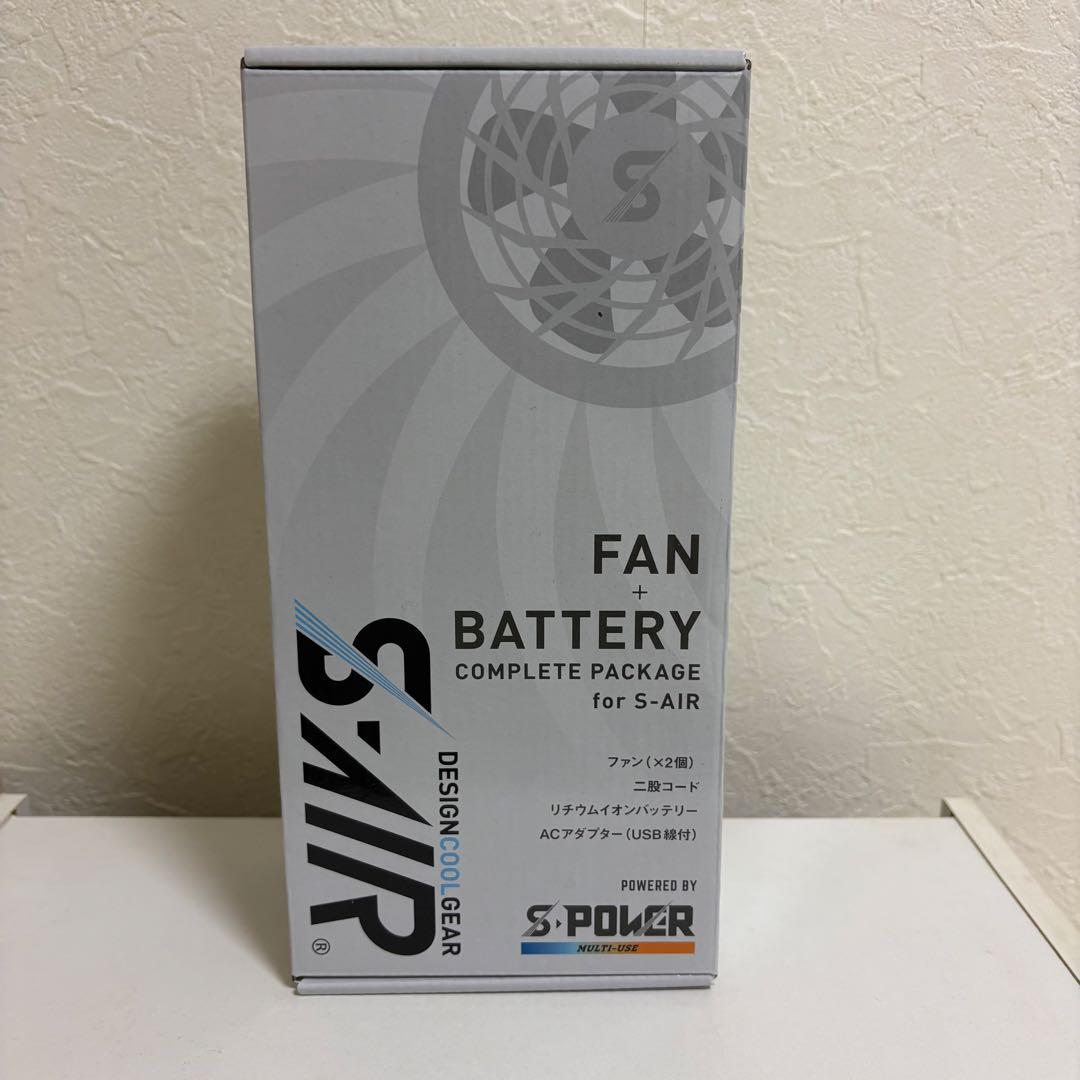 S
FAN
+
BATTERY
COMPLETE PACKAGE
for S-AIR
ファン(×2個)
二股コード
リチウムイオンバッテリー
ACアダプター(USB線付)
POWERED BY
S-POWER
MULTI-USE
S-AIR®
DESIGNCOOLGEAR